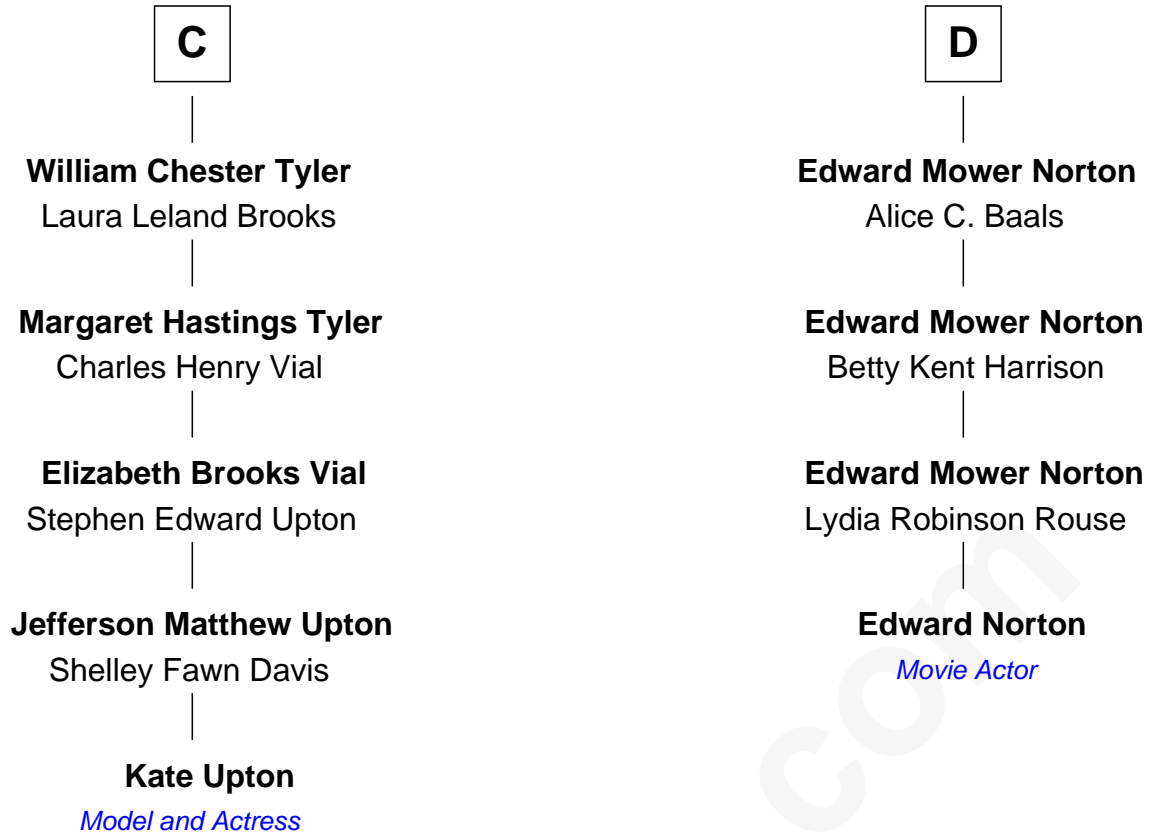 C
William Chester Tyler
Laura Leland Brooks
Margaret Hastings Tyler
Charles Henry Vial
Elizabeth Brooks Vial
Stephen Edward Upton
Jefferson Matthew Upton
Shelley Fawn Davis
Kate Upton
Model and Actress
D
Edward Mower Norton
Alice C. Baals
Edward Mower Norton
Betty Kent Harrison
Edward Mower Norton
Lydia Robinson Rouse
Edward Norton
Movie Actor
com